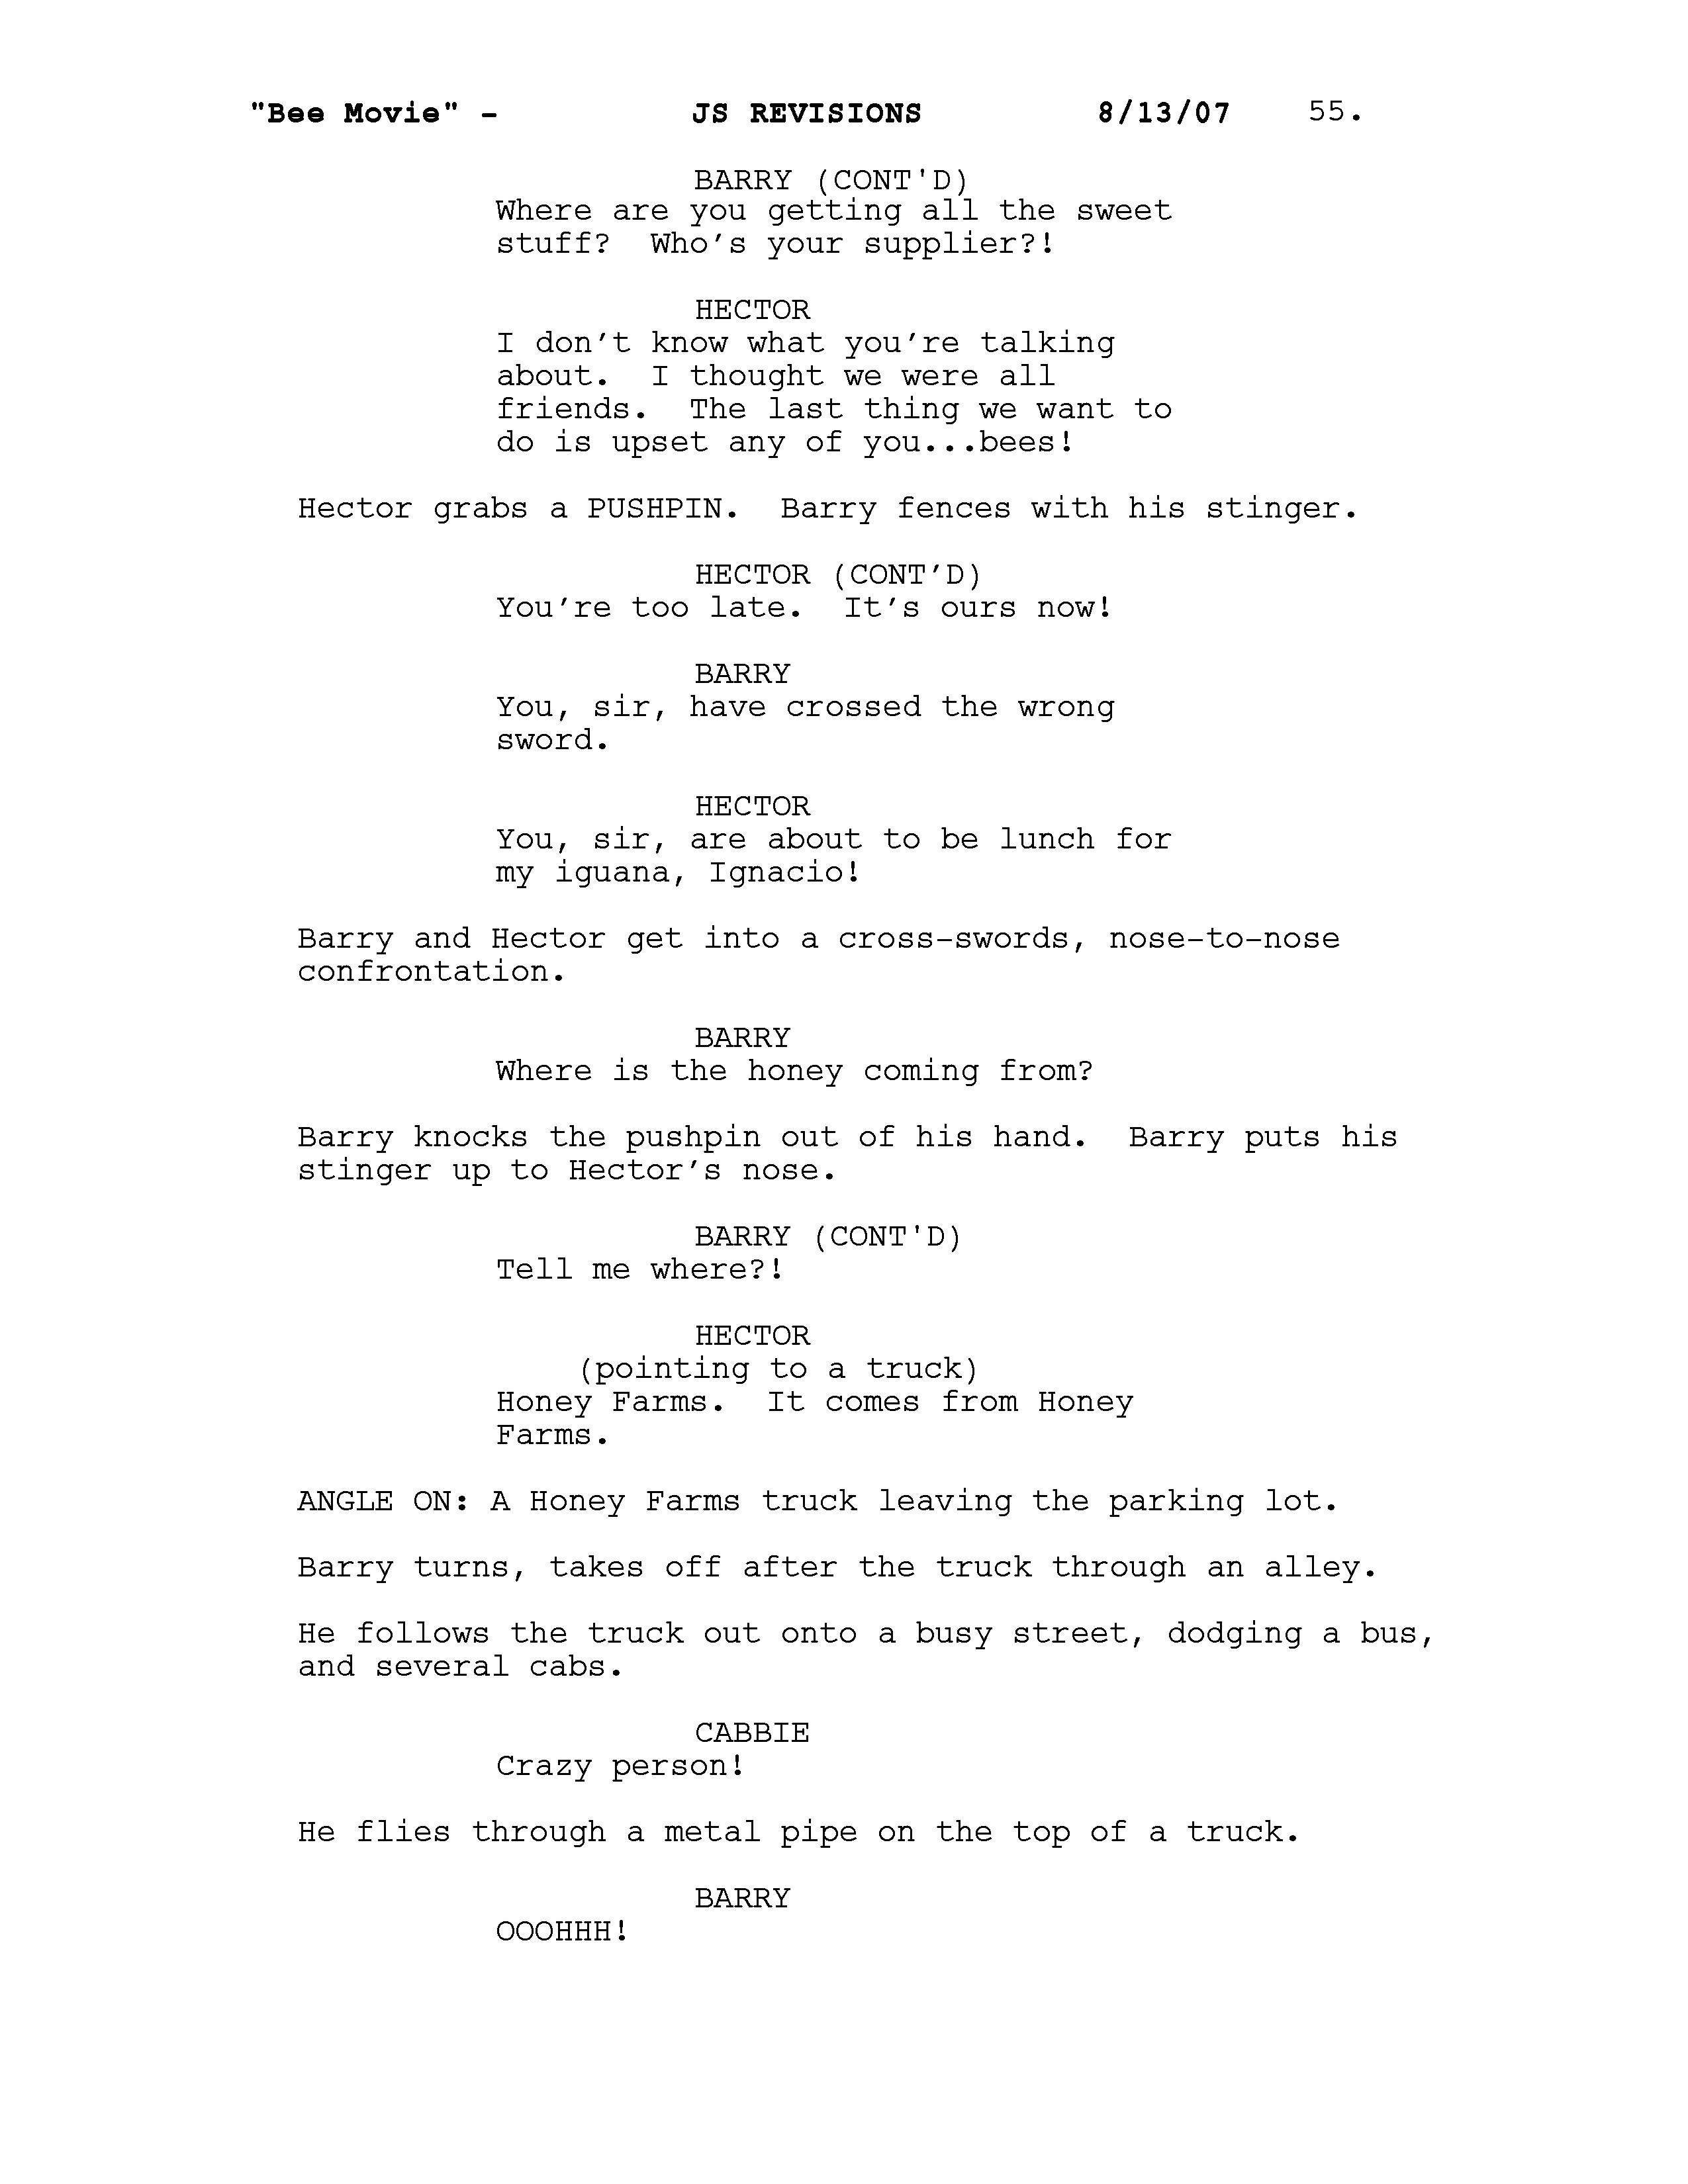 "Bee Movie" - JS REVISIONS 8/13/07 55.
BARRY (CONT'D)
Where are you getting all the sweet
stuff?  Who’s your supplier?!
HECTOR
I don’t know what you’re talking
about.  I thought we were all
friends.  The last thing we want to
do is upset any of you...bees!
Hector grabs a PUSHPIN.  Barry fences with his stinger.
HECTOR (CONT’D)
You’re too late.  It’s ours now!
BARRY
You, sir, have crossed the wrong
sword.
HECTOR
You, sir, are about to be lunch for
my iguana, Ignacio!
Barry and Hector get into a cross-swords, nose-to-nose
confrontation.
BARRY
Where is the honey coming from?
Barry knocks the pushpin out of his hand.  Barry puts his
stinger up to Hector’s nose.
BARRY (CONT'D)
Tell me where?!
HECTOR
(pointing to a truck)
Honey Farms.  It comes from Honey
Farms.
ANGLE ON: A Honey Farms truck leaving the parking lot.
Barry turns, takes off after the truck through an alley.
He follows the truck out onto a busy street, dodging a bus,
and several cabs.
CABBIE
Crazy person!
He flies through a metal pipe on the top of a truck.
BARRY
OOOHHH!